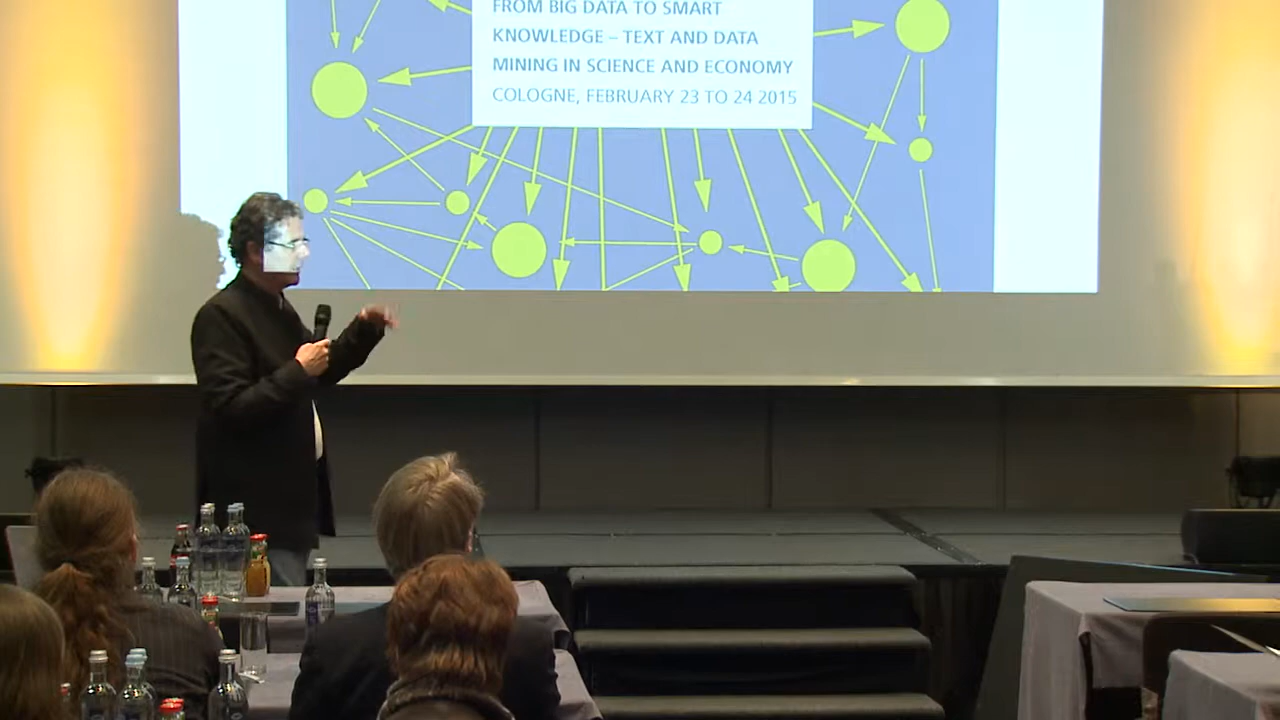 FROM BIG DATA TO SMART
KNOWLEDGE – TEXT AND DATA
MINING IN SCIENCE AND ECONOMY
COLOGNE, FEBRUARY 23 TO 24 2015